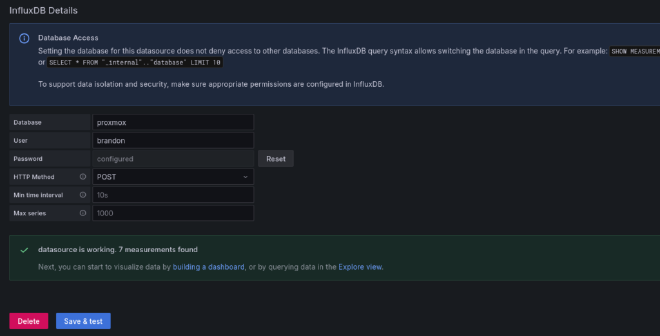 InfluxDB Details
Database Access
Setting the database for this datasource does not deny access to other databases. The InfluxDB query syntax allows switching the database in the query. For example: SHOW MEASUREM
or SELECT * FROM "_internal".."database" LIMIT 10
To support data isolation and security, make sure appropriate permissions are configured in InfluxDB.
Database proxmox
User brandon
Password configured Reset
HTTP Method POST
Min time interval 10s
Max series 1000
datasource is working. 7 measurements found
Next, you can start to visualize data by building a dashboard, or by querying data in the Explore view.
Delete Save & test